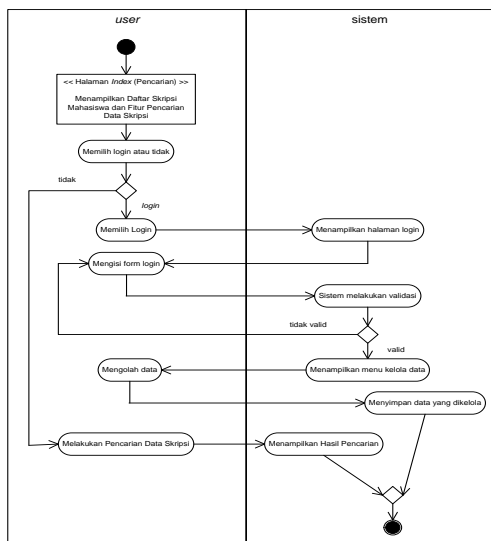 user
sistem
<< Halaman Index (Pencarian) >>
Menampilkan Daftar Skripsi
Mahasiswa dan Fitur Pencarian
Data Skripsi
Memilih login atau tidak
tidak
login
Memilih Login
Menampilkan halaman login
Mengisi form login
Sistem melakukan validasi
tidak valid
valid
Mengolah data
Menampilkan menu kelola data
Menyimpan data yang dikelola
Melakukan Pencarian Data Skripsi
Menampilkan Hasil Pencarian